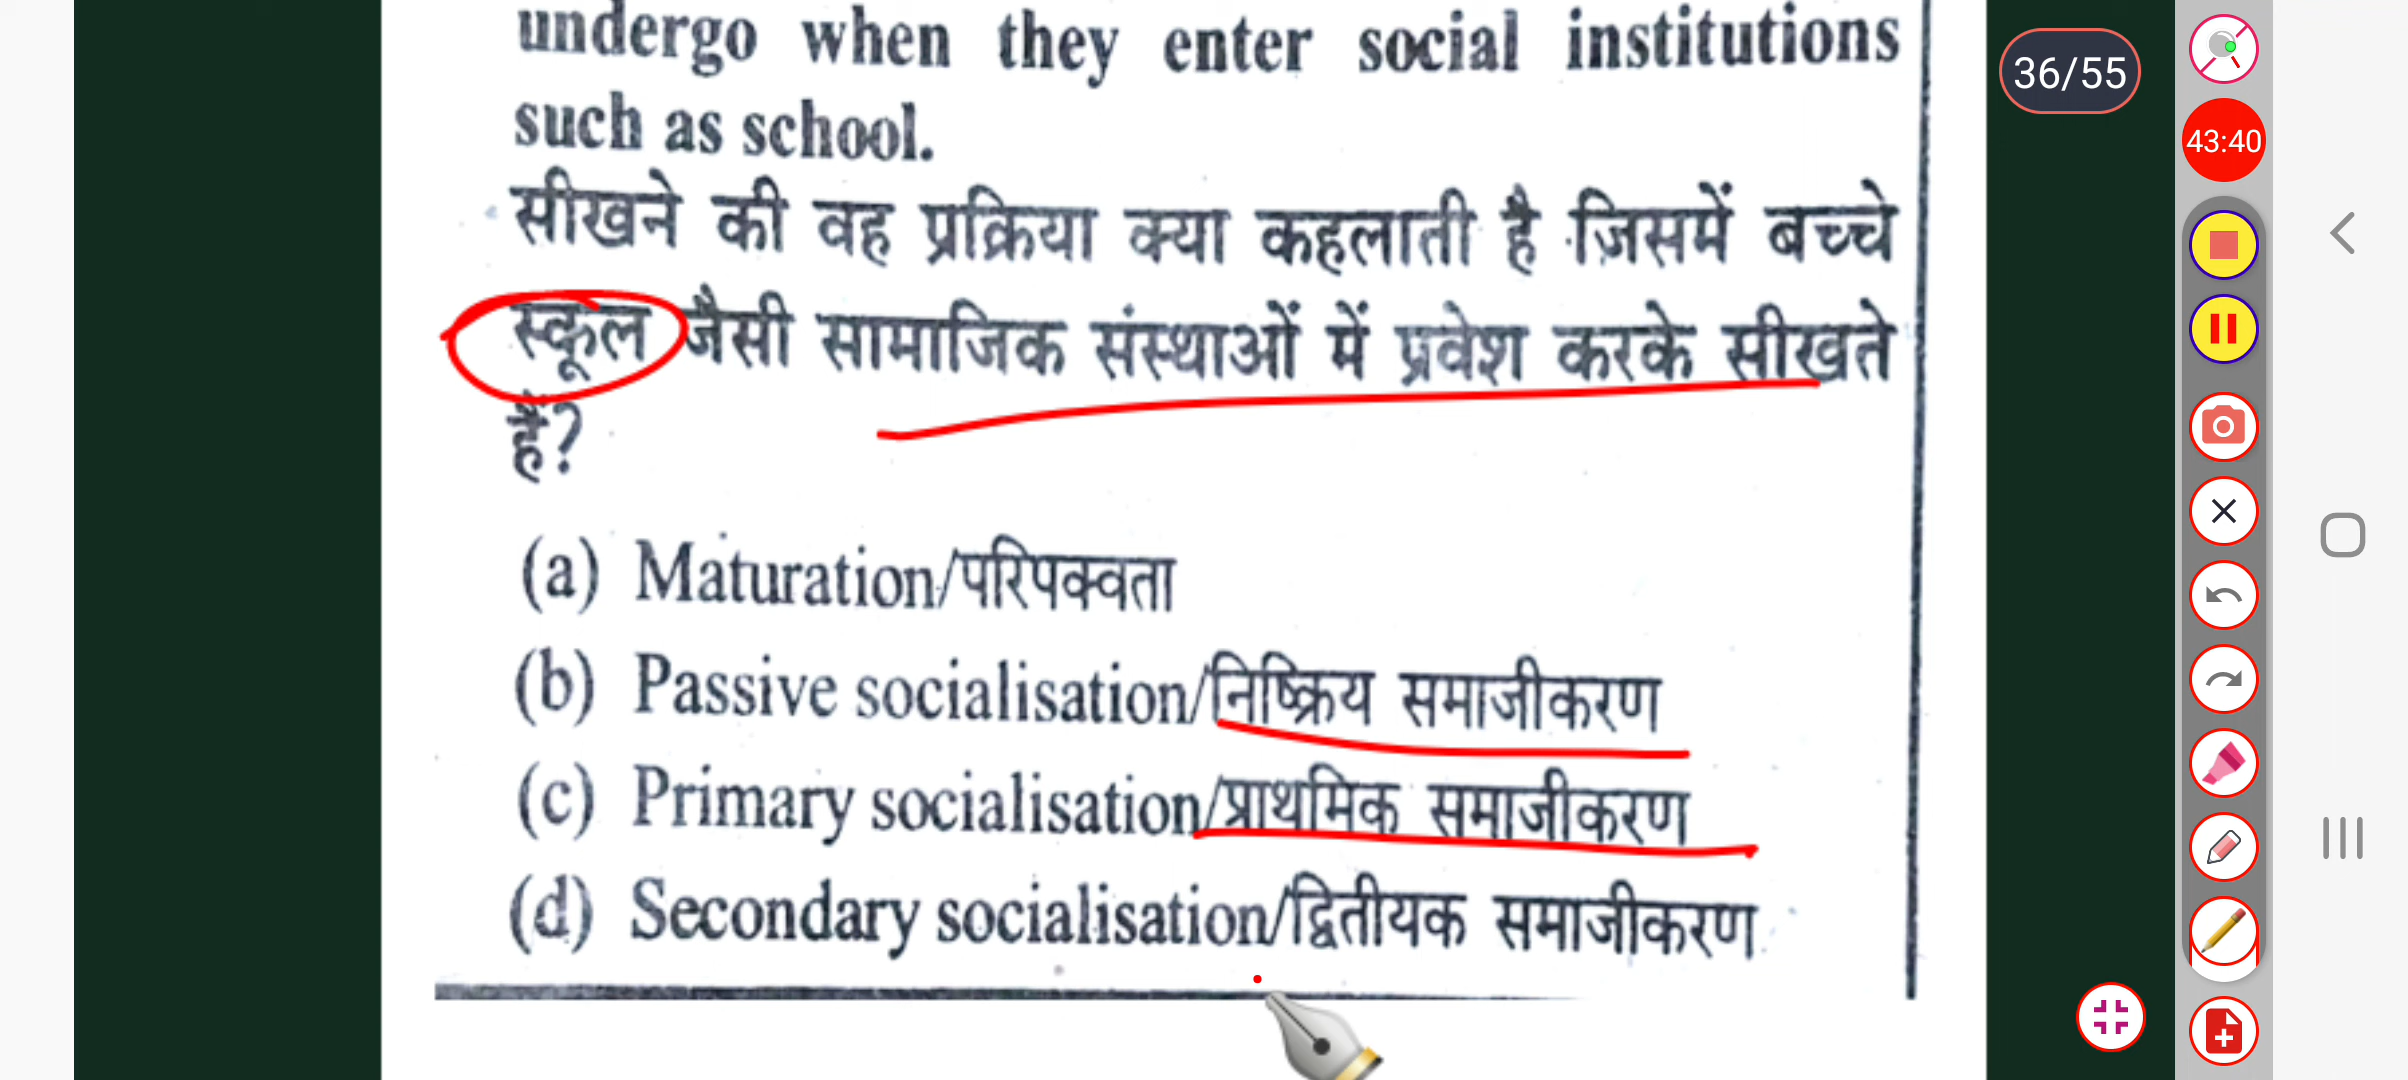 undergo when they enter social institutions
such as school.
सीखने की वह प्रक्रिया क्या कहलाती है जिसमें बच्चे
स्कूल जैसी सामाजिक संस्थाओं में प्रवेश करके सीखते
हैं?
(a) Maturation/परिपक्वता
(b) Passive socialisation/निष्क्रिय समाजीकरण
(c) Primary socialisation/प्राथमिक समाजीकरण
(d) Secondary socialisation/द्वितीयक समाजीकरण
36/55
43:40